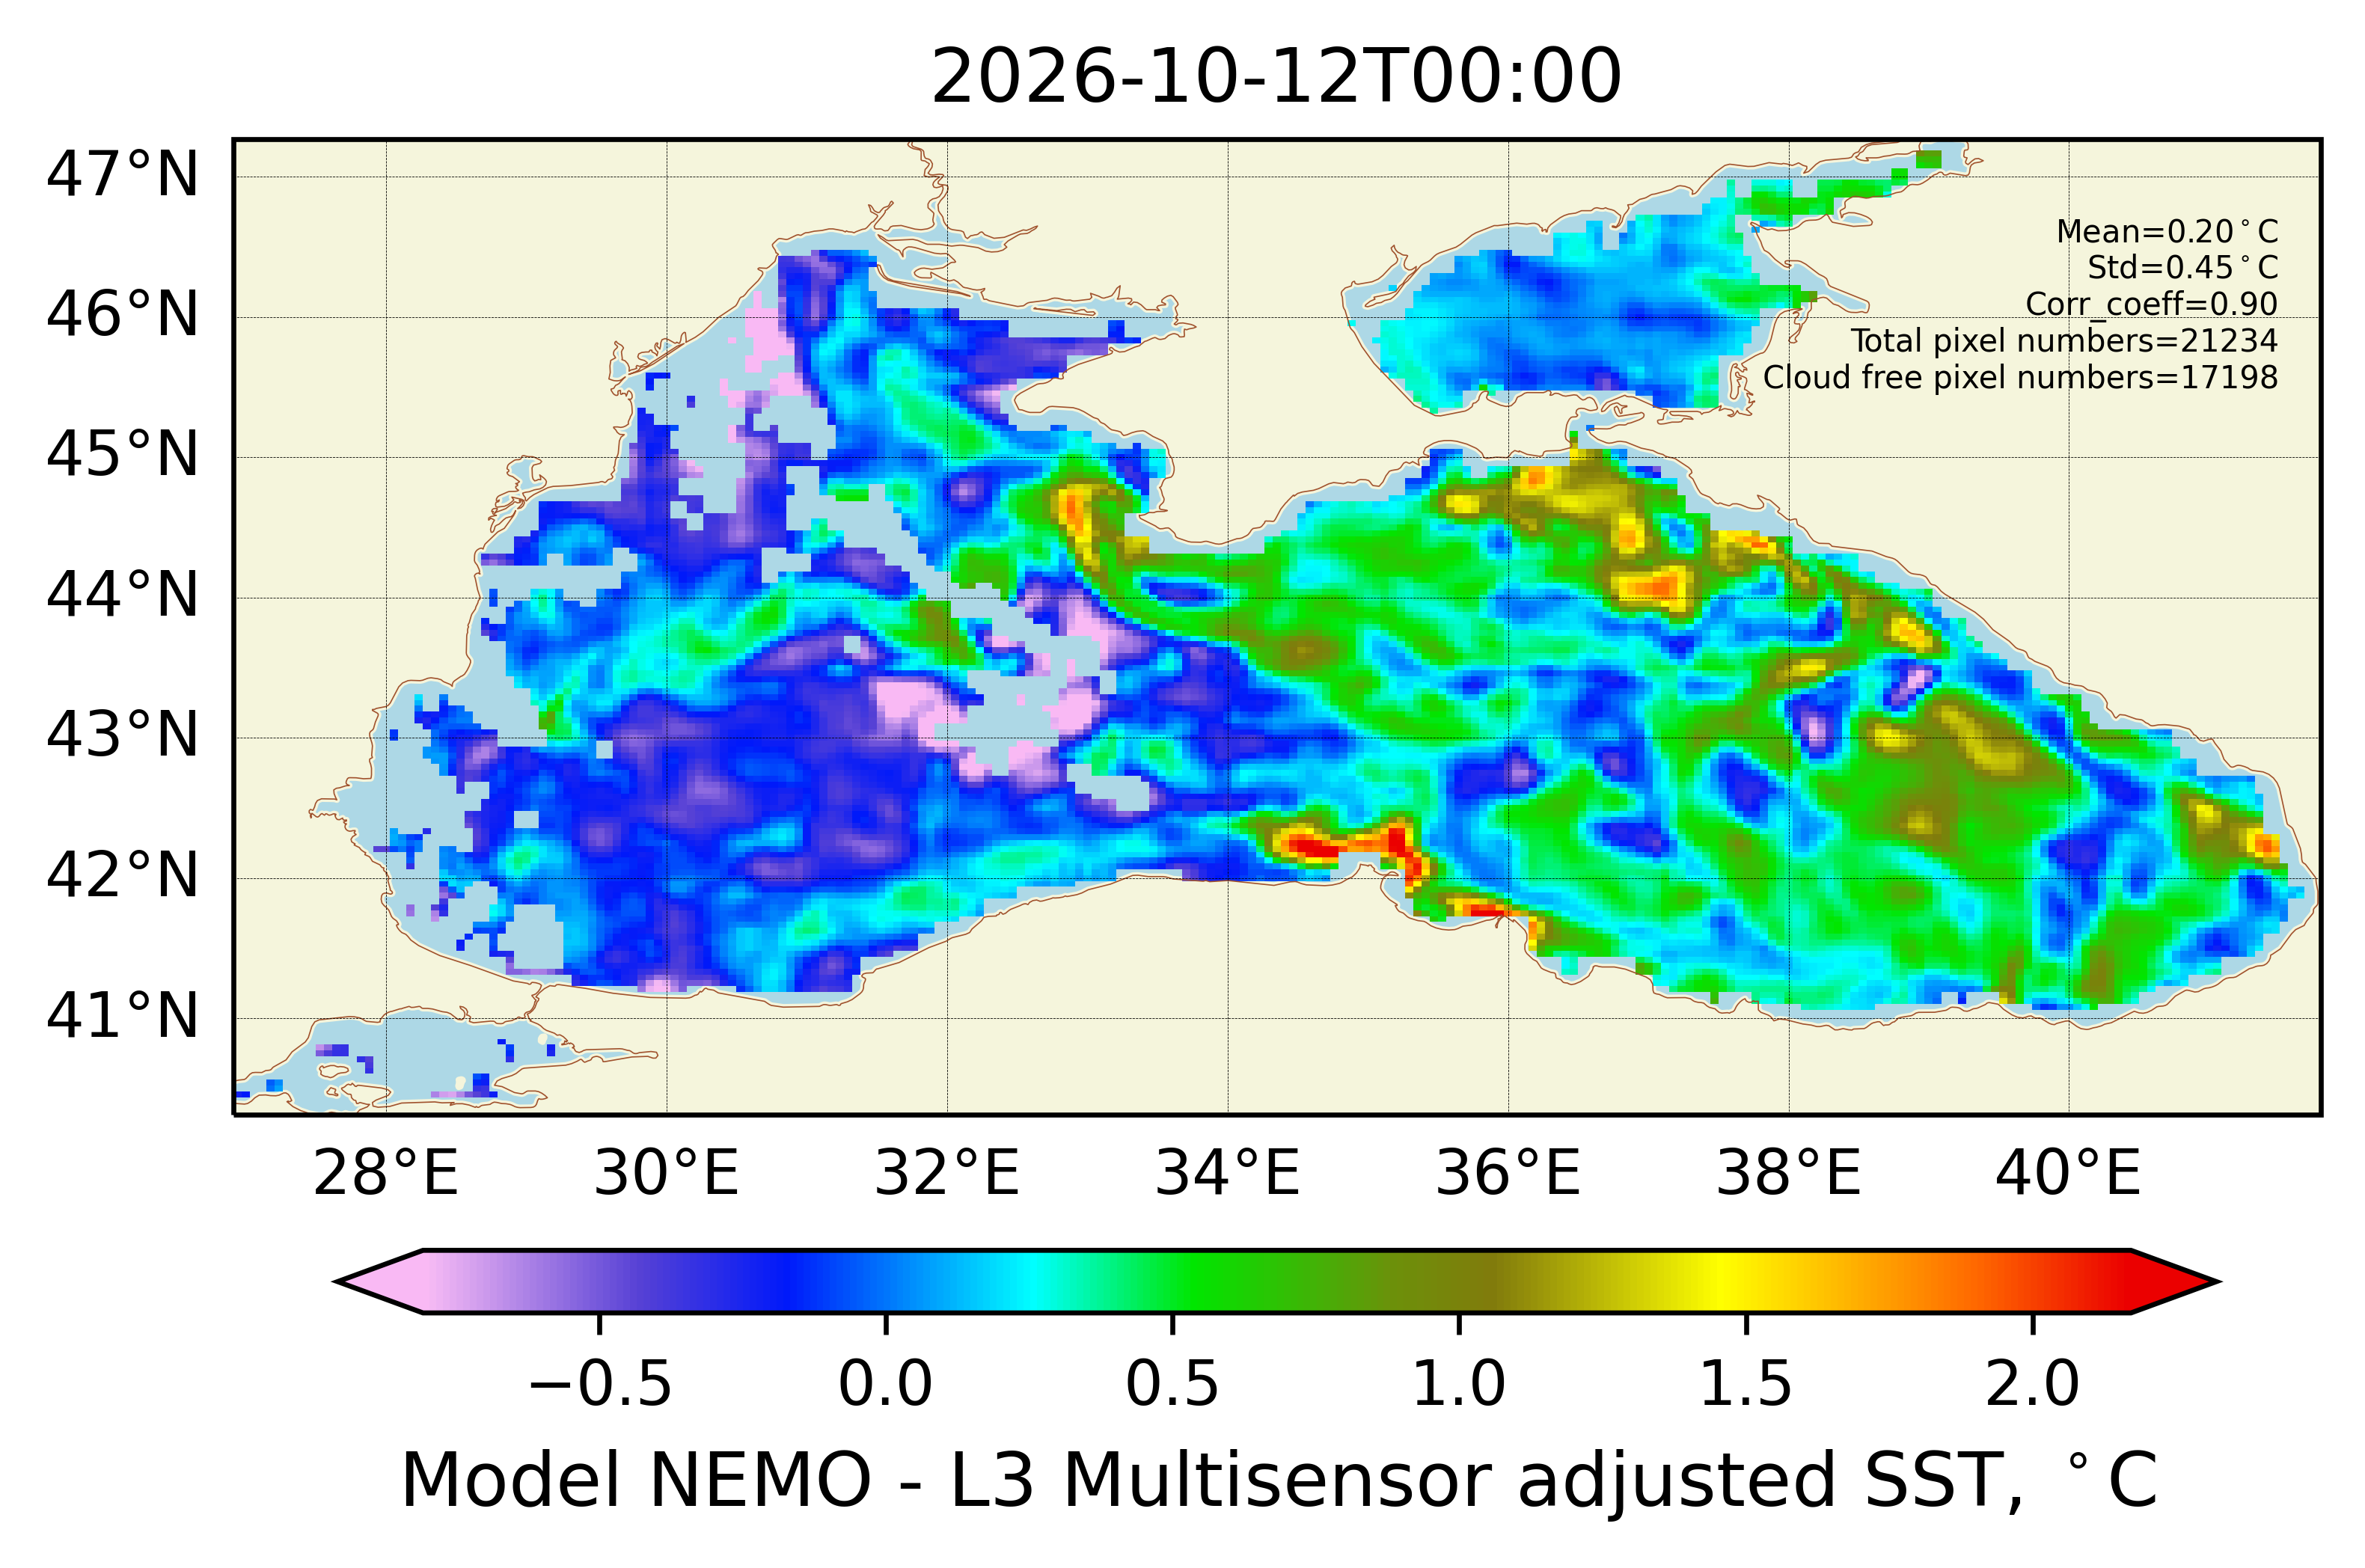 2026-10-12T00:00
47°N
46°N
45°N
44°N
43°N
42°N
41°N
Mean=0.20°C
Std=0.45°C
Corr_coeff=0.90
Total pixel numbers=21234
Cloud free pixel numbers=17198
28°E 30°E 32°E 34°E 36°E 38°E 40°E
−0.5 0.0 0.5 1.0 1.5 2.0
Model NEMO - L3 Multisensor adjusted SST, °C